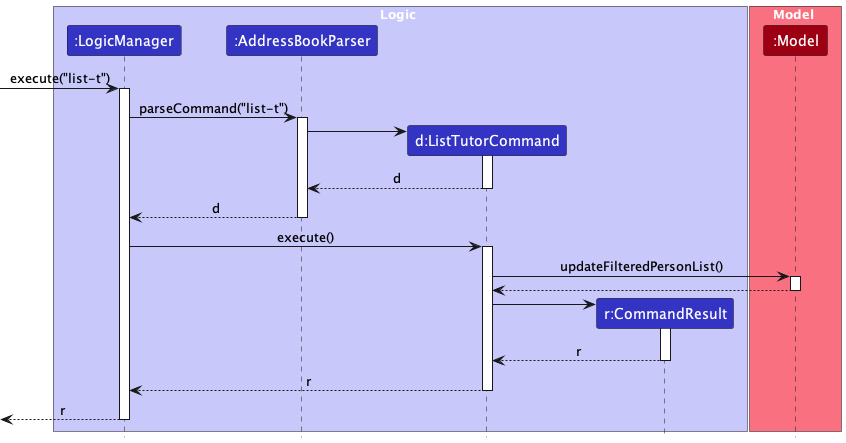 Logic
Model
:LogicManager
:AddressBookParser
:Model
execute("list-t")
parseCommand("list-t")
d:ListTutorCommand
d
d
execute()
updateFilteredPersonList()
r:CommandResult
r
r
r